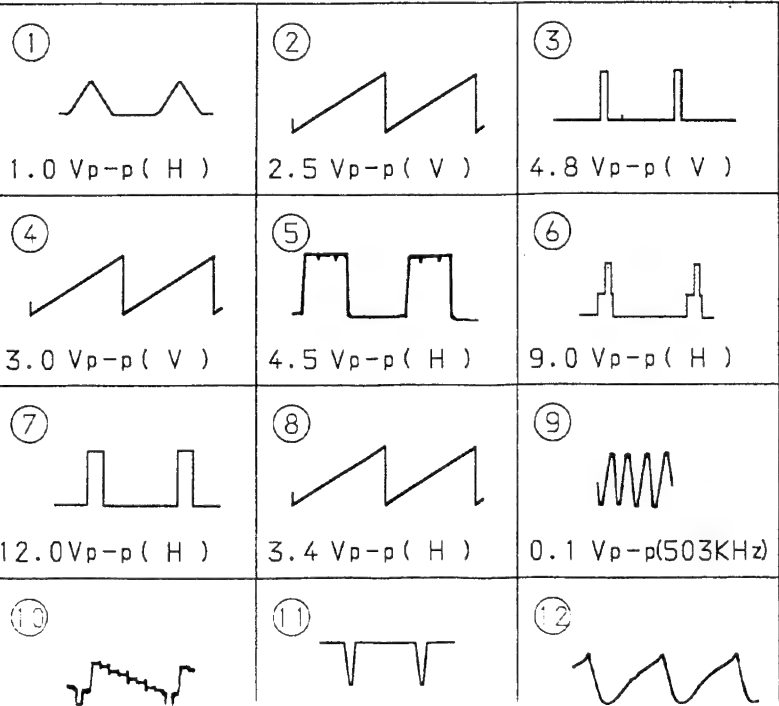 ① ② ③
1.0 Vp-p( H ) 2.5 Vp-p( V ) 4.8 Vp-p( V )
④ ⑤ ⑥
3.0 Vp-p( V ) 4.5 Vp-p( H ) 9.0 Vp-p( H )
⑦ ⑧ ⑨
12.0Vp-p( H ) 3.4 Vp-p( H ) 0.1 Vp-p(503KHz)
⑩ ⑪ ⑫